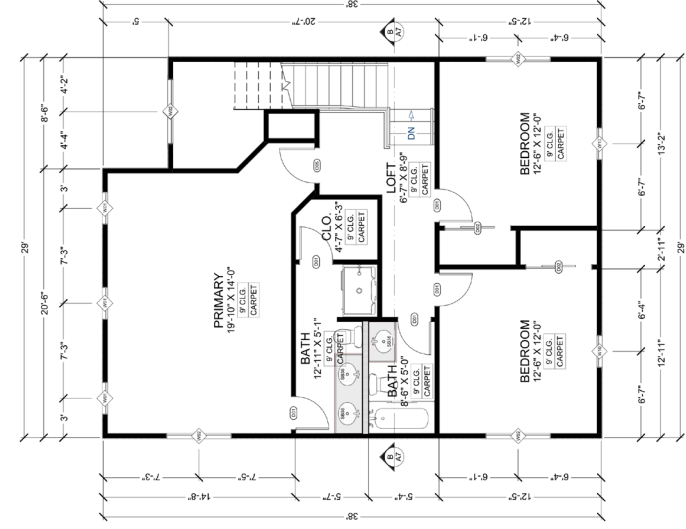 38'
5'
20'-7"
12'-5"
6'-1"
6'-4"
B
A7
4'-2"
8'-6"
4'-4"
3'
29'
7'-3"
20'-6"
7'-3"
3'
DN
LOFT
6'-7" X 8'-9"
9' CLG.
CARPET
BEDROOM
12'-6" X 12'-0"
9' CLG.
CARPET
6'-7"
13'-2"
6'-7"
2'-11"
29'
6'-4"
12'-11"
6'-7"
CLO.
4'-7" X 6'-3"
9' CLG.
CARPET
PRIMARY
19'-10" X 14'-0"
9' CLG.
CARPET
BATH
12'-11" X 5'-1"
9' CLG.
CARPET
BATH
8'-6" X 5'-0"
9' CLG.
CARPET
BEDROOM
12'-6" X 12'-0"
9' CLG.
CARPET
B
A7
7'-3"
7'-5"
6'-1"
6'-4"
14'-8"
5'-7"
5'-4"
12'-5"
38'